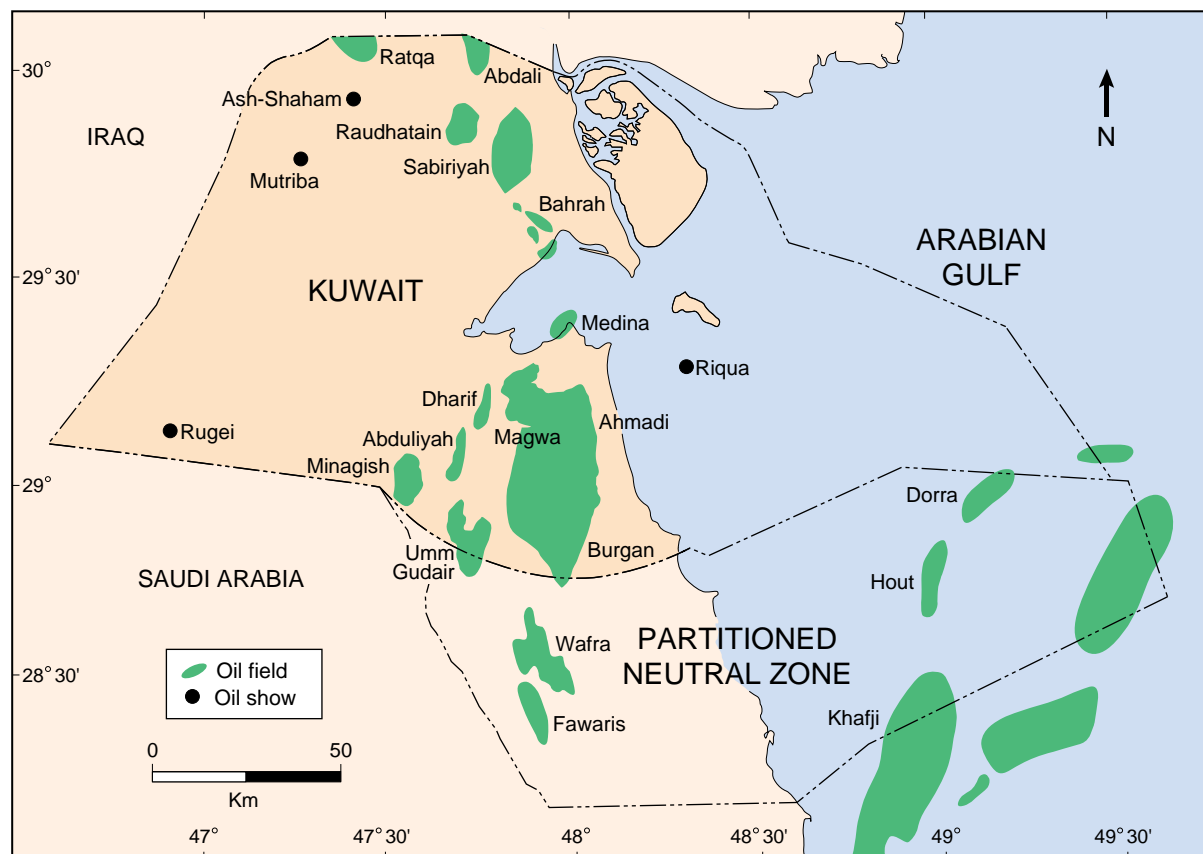 30°
Ratqa
Abdali
Ash-Shaham
Raudhatain
N
IRAQ
Mutriba
Sabiriyah
Bahrah
ARABIAN
GULF
29° 30'
KUWAIT
Medina
Riqua
Dharif
Ahmadi
Magwa
Rugei
Abduliyah
Minagish
29°
Dorra
Umm
Gudair
Burgan
SAUDI ARABIA
Hout
PARTITIONED
NEUTRAL ZONE
Wafra
28° 30'
Oil field
Oil show
Khafji
Fawaris
0 50
Km
47° 47° 30' 48° 48° 30' 49° 49° 30'